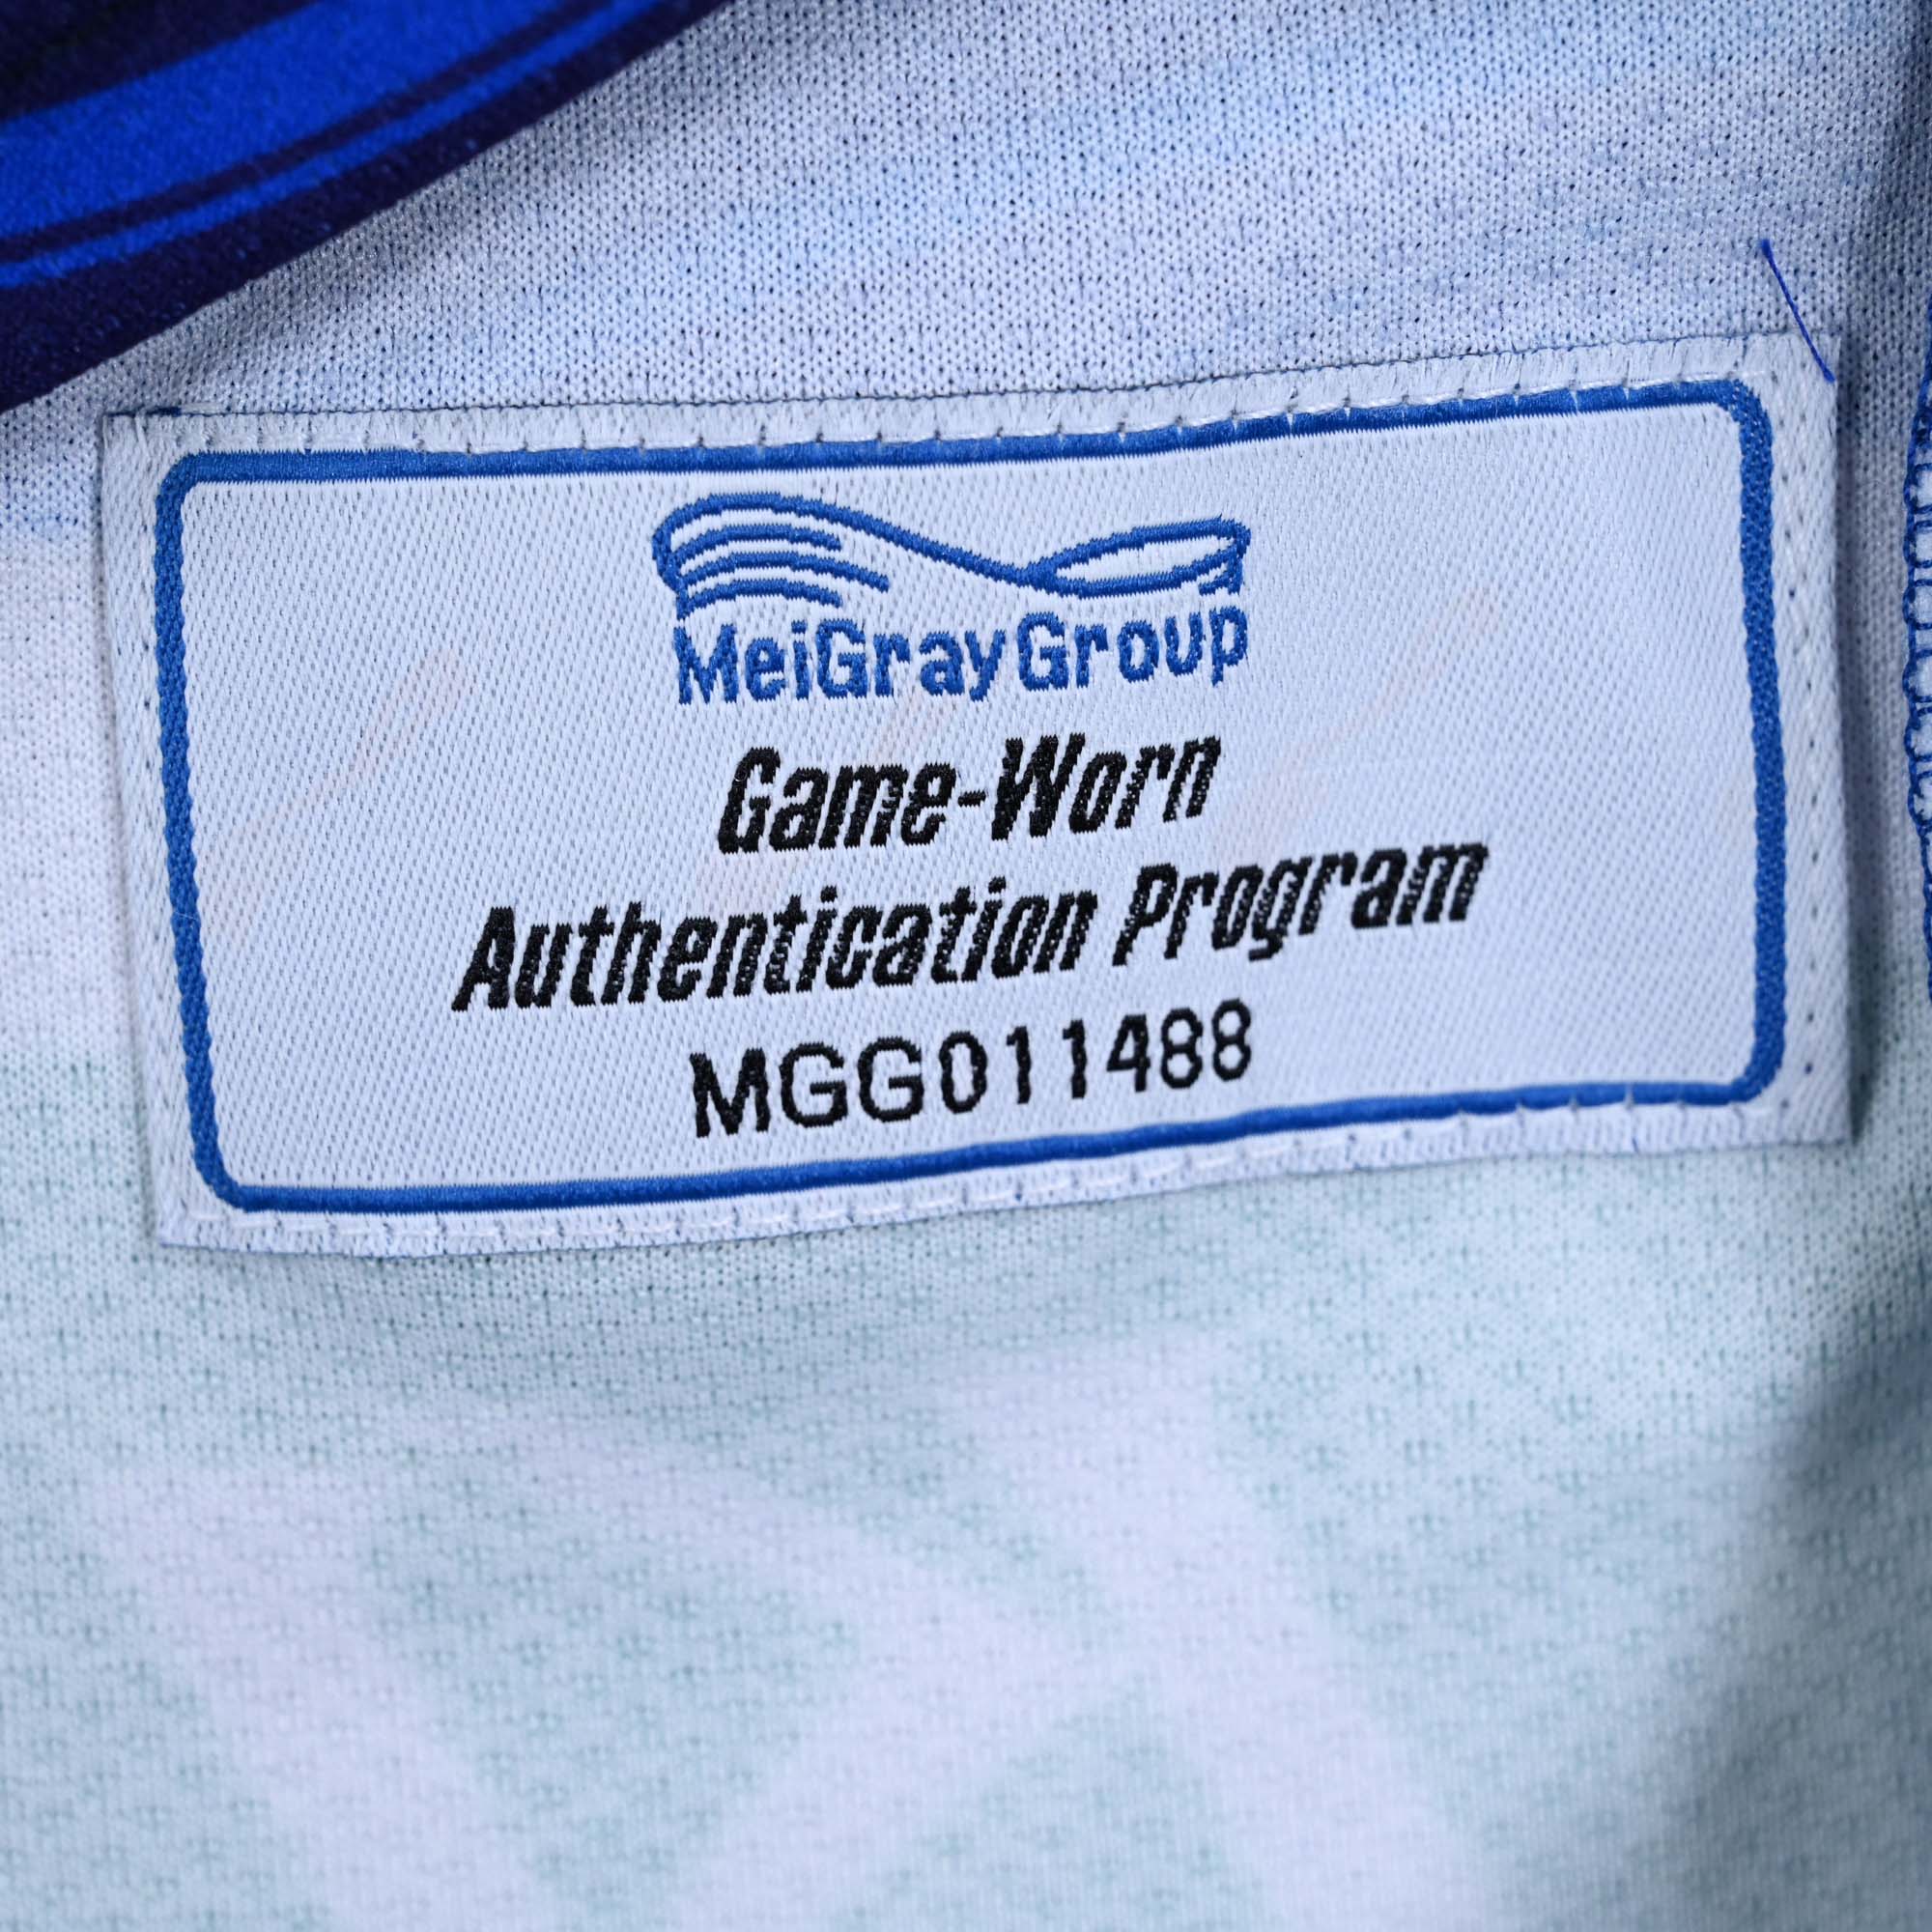 MeiGrayGroup
Game-Worn
Authentication Program
MGG011488